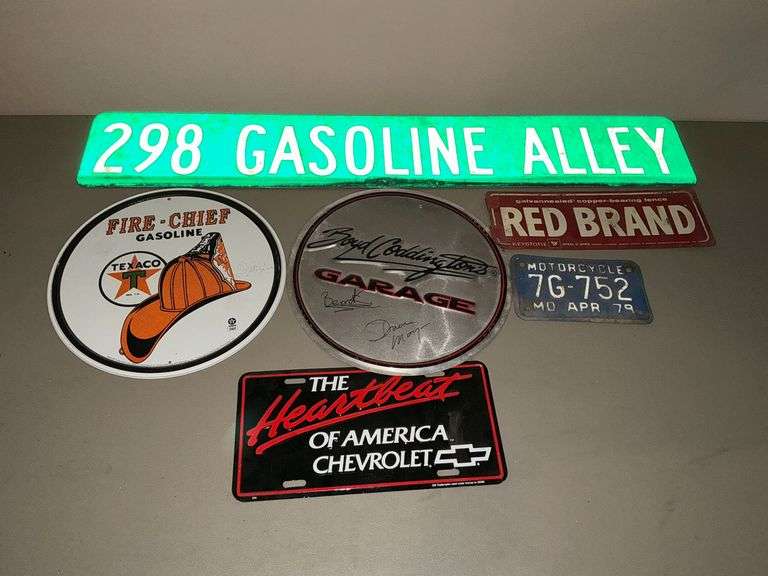 298 GASOLINE ALLEY
FIRE-CHIEF
GASOLINE
TEXACO
T
Boyd Coddington's
GARAGE
galvannealed copper-bearing fence
RED BRAND
KEYSTONE
MOTORCYCLE
7G-752
MO APR 79
THE
Heartbeat
OF AMERICA
CHEVROLET